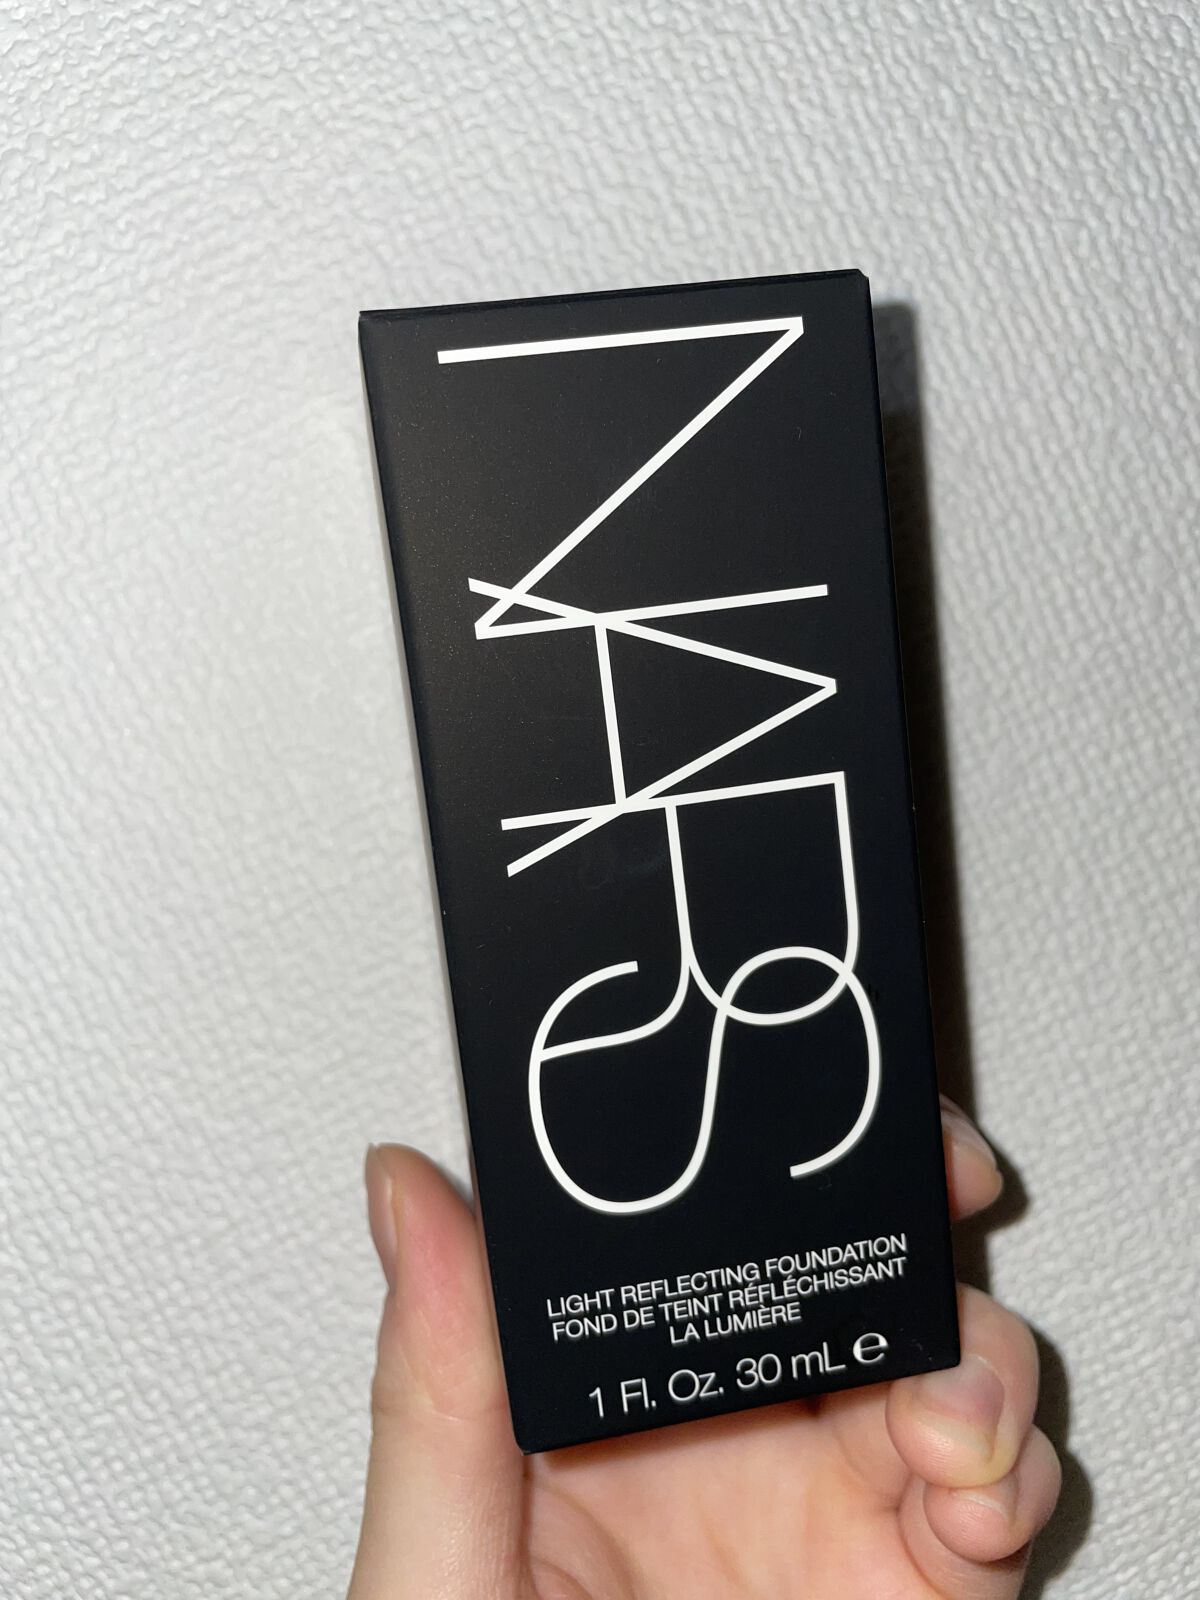 NARS
LIGHT REFLECTING FOUNDATION
FOND DE TEINT RÉFLÉCHISSANT
LA LUMIÈRE
1 Fl. Oz. 30 mL ℮